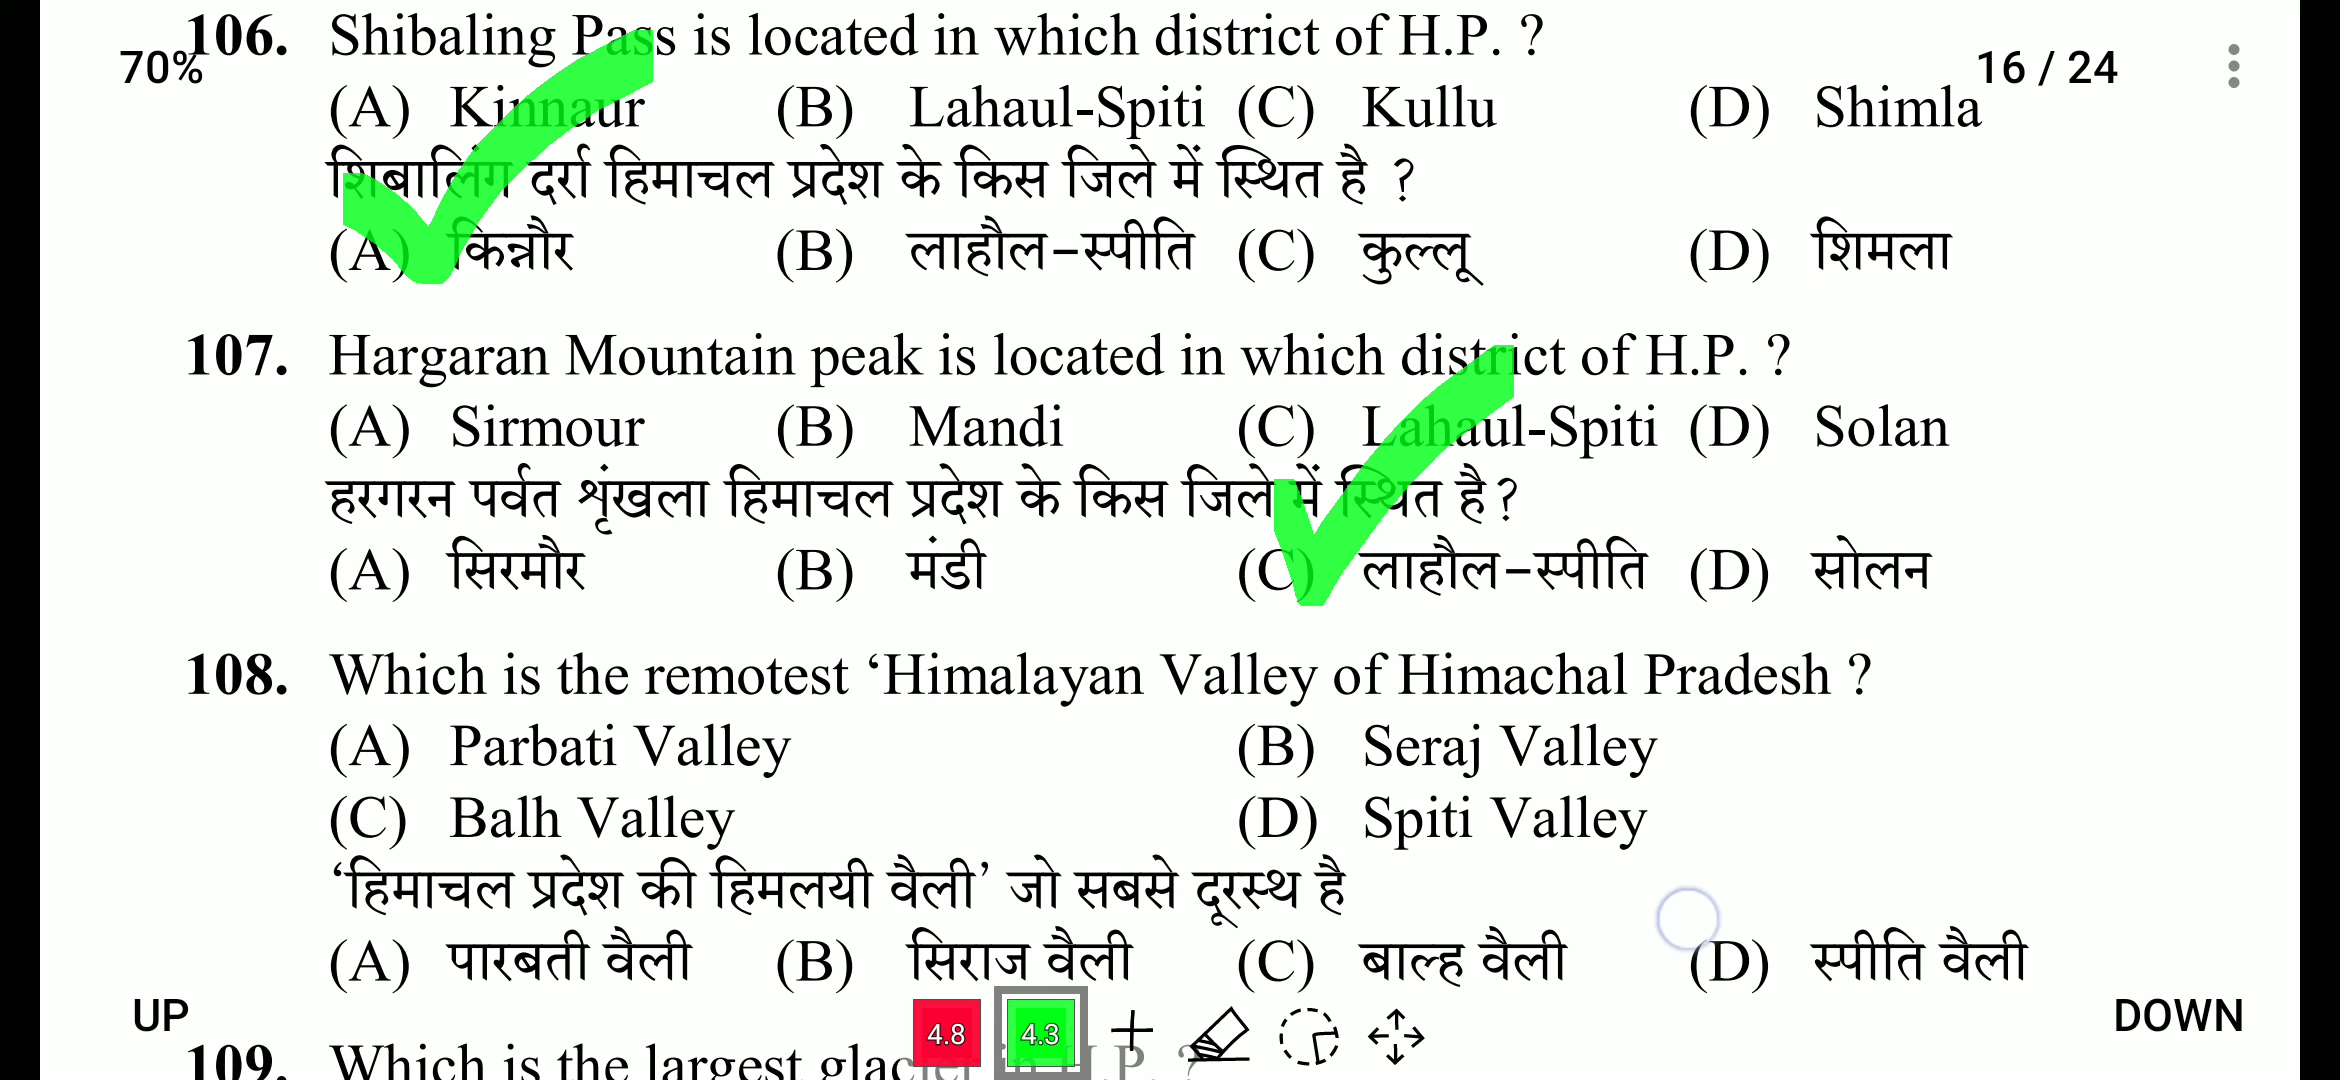 106. Shibaling Pass is located in which district of H.P. ?
70%
16 / 24
(A) Kinnaur (B) Lahaul-Spiti (C) Kullu (D) Shimla
शिबालिंग दर्रा हिमाचल प्रदेश के किस जिले में स्थित है ?
(A) किन्नौर (B) लाहौल-स्पीति (C) कुल्लू (D) शिमला
107. Hargaran Mountain peak is located in which district of H.P. ?
(A) Sirmour (B) Mandi (C) Lahaul-Spiti (D) Solan
हरगरन पर्वत शृंखला हिमाचल प्रदेश के किस जिले में स्थित है?
(A) सिरमौर (B) मंडी (C) लाहौल-स्पीति (D) सोलन
108. Which is the remotest ‘Himalayan Valley of Himachal Pradesh ?
(A) Parbati Valley (B) Seraj Valley
(C) Balh Valley (D) Spiti Valley
‘हिमाचल प्रदेश की हिमलयी वैली’ जो सबसे दूरस्थ है
(A) पारबती वैली (B) सिराज वैली (C) बाल्ह वैली (D) स्पीति वैली
UP 4.8 4.3 DOWN
109. Which is the largest glacier in H.P. ?